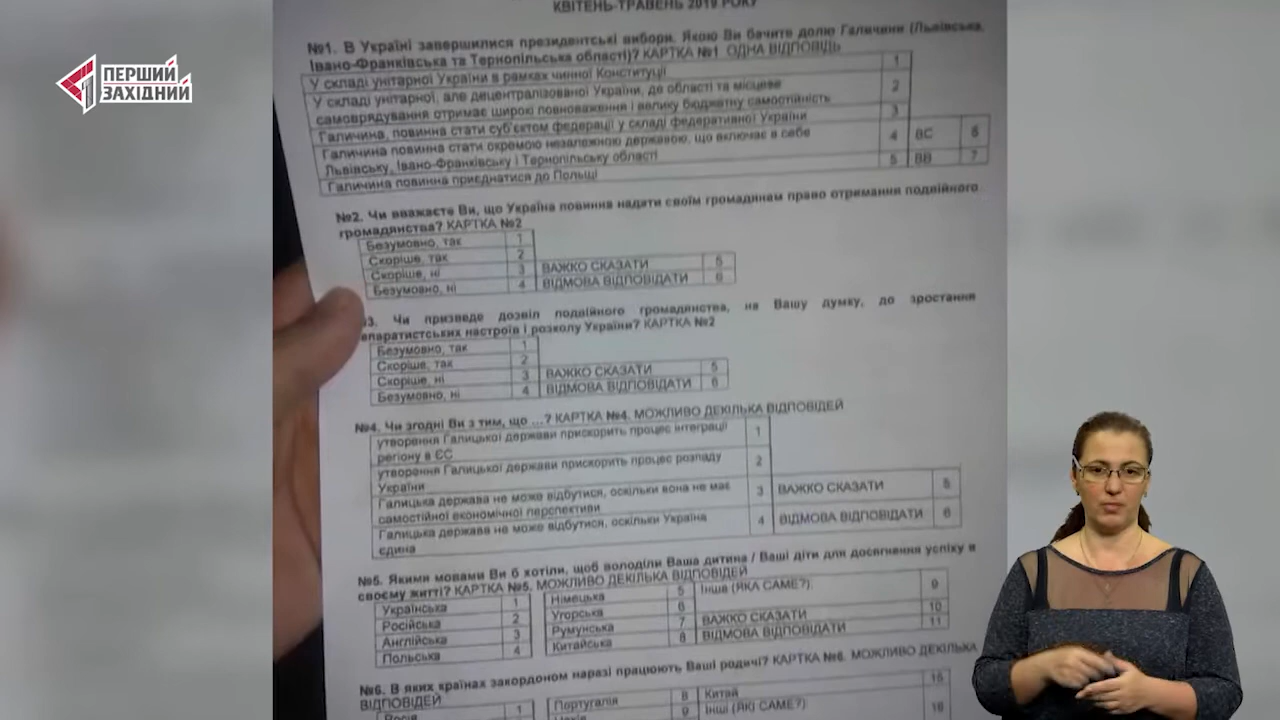 ПЕРШИЙ
ЗАХІДНИЙ
КВІТЕНЬ-ТРАВЕНЬ 2019 РОКУ
№1. В Україні завершилися президентські вибори. Якою Ви бачите долю Галичини (Львівська,
Івано-Франківська та Тернопільська області)? КАРТКА №1 ОДНА ВІДПОВІДЬ
У складі унітарної України в рамках чинної Конституції 1
У складі унітарної, але децентралізованої України, де області та місцеве 2
самоврядування отримає широкі повноваження і велику бюджетну самостійність
Галичина, повинна стати суб'єктом федерації у складі федеративної України 3
Галичина повинна стати окремою незалежною державою, що включає в себе 4 ВС 6
Львівську, Івано-Франківську і Тернопільську області
Галичина повинна приєднатися до Польщі 5 ВВ 7
№2. Чи вважаєте Ви, що Україна повинна надати своїм громадянам право отримання подвійного
громадянства? КАРТКА №2
Безумовно, так 1
Скоріше, так 2
Скоріше, ні 3 ВАЖКО СКАЗАТИ 5
Безумовно, ні 4 ВІДМОВА ВІДПОВІДАТИ 6
3. Чи призведе дозвіл подвійного громадянства, на Вашу думку, до зростання
епаратистських настроїв і розколу України? КАРТКА №2
Безумовно, так 1
Скоріше, так 2
Скоріше, ні 3 ВАЖКО СКАЗАТИ 5
Безумовно, ні 4 ВІДМОВА ВІДПОВІДАТИ 6
№4. Чи згодні Ви з тим, що ...? КАРТКА №4. МОЖЛИВО ДЕКІЛЬКА ВІДПОВІДЕЙ
утворення Галицької держави прискорить процес інтеграції 1
регіону в ЄС
утворення Галицької держави прискорить процес розпаду 2
України
Галицька держава не може відбутися, оскільки вона не має 3 ВАЖКО СКАЗАТИ 5
самостійної економічної перспективи
Галицька держава не може відбутися, оскільки Україна 4 ВІДМОВА ВІДПОВІДАТИ 6
єдина
№5. Якими мовами Ви б хотіли, щоб володіли Ваша дитина / Ваші діти для досягнення успіху в
своєму житті? КАРТКА №5. МОЖЛИВО ДЕКІЛЬКА ВІДПОВІДЕЙ
Українська 1 Німецька 5 Інша (ЯКА САМЕ?) 9
Російська 2 Угорська 6
Англійська 3 Румунська 7 ВАЖКО СКАЗАТИ 10
Польська 4 Китайська 8 ВІДМОВА ВІДПОВІДАТИ 11
№6. В яких країнах закордоном наразі працюють Ваші родичі? КАРТКА №6. МОЖЛИВО ДЕКІЛЬКА
ВІДПОВІДЕЙ
Росія 1 Португалія 8 Китай 15
Чехія 9 Інші (ЯКІ САМЕ?) 16